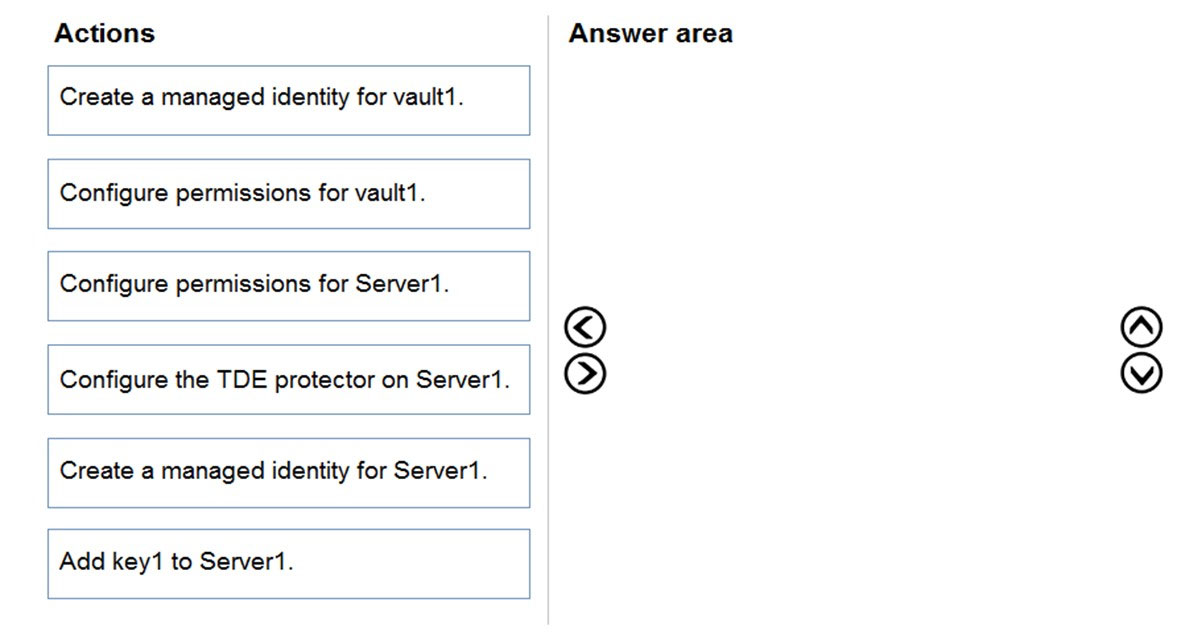 Actions
Answer area
Create a managed identity for vault1.
Configure permissions for vault1.
Configure permissions for Server1.
Configure the TDE protector on Server1.
Create a managed identity for Server1.
Add key1 to Server1.